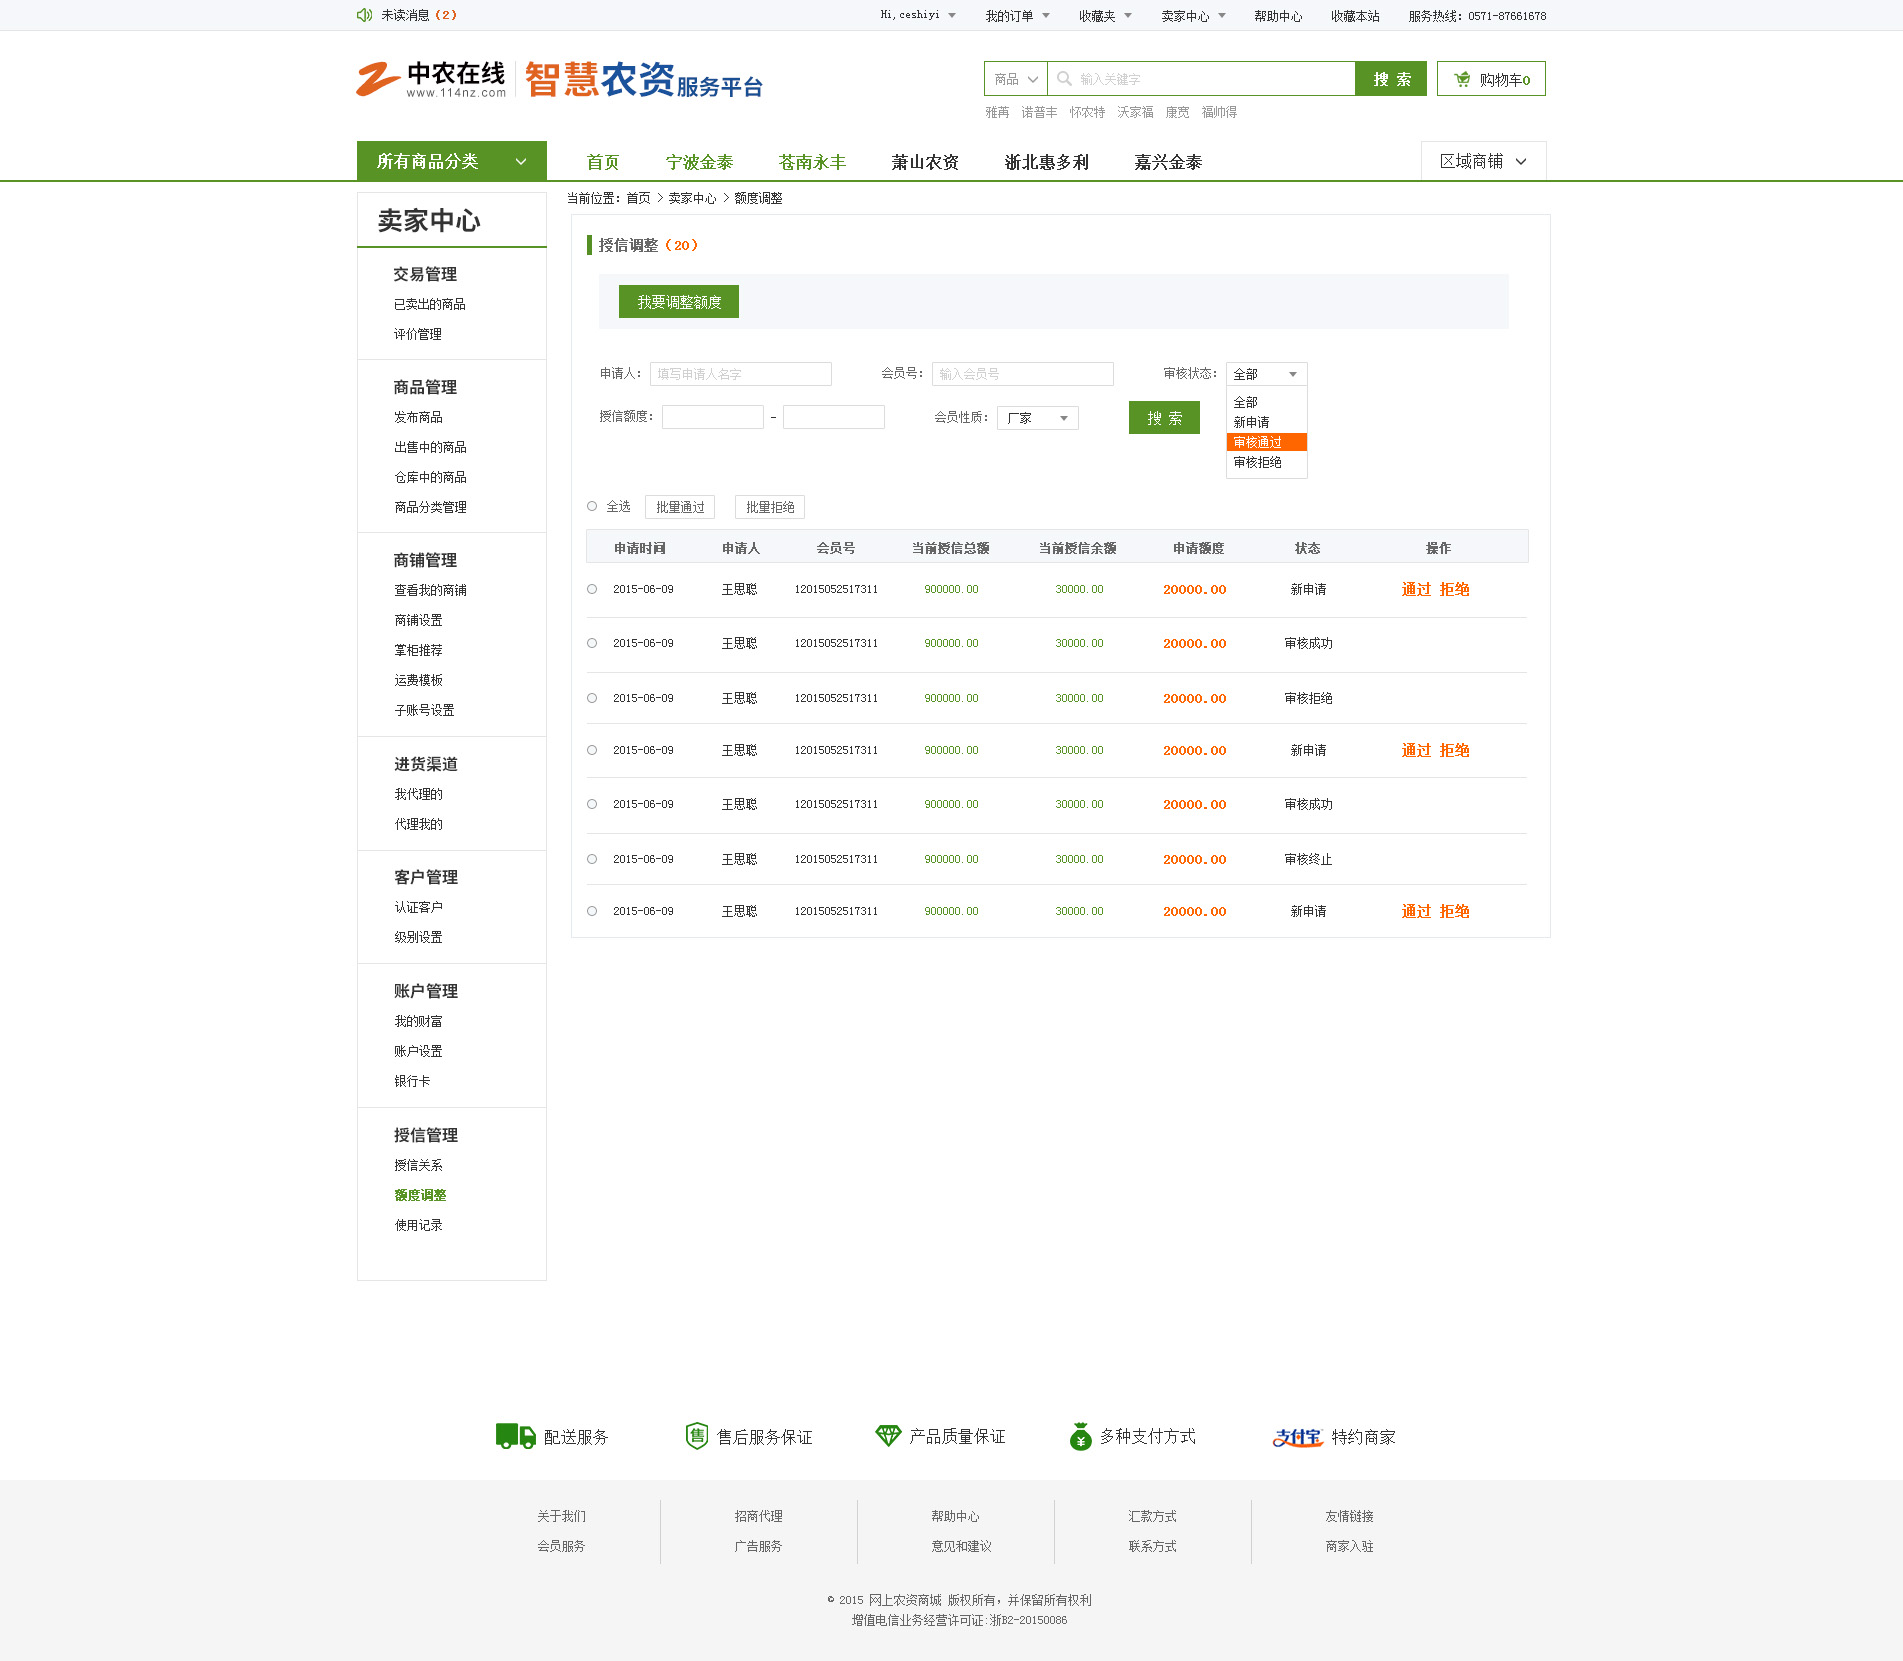 未读消息（2） Hi,ceshiyi 我的订单 收藏夹 卖家中心 帮助中心 收藏本站 服务热线：0571-87661678
中农在线 www.114nz.com 智慧农资服务平台
商品 输入关键字 搜 索 购物车0
雅苒 诺普丰 怀农特 沃家福 康宽 福帅得
所有商品分类 首页 宁波金泰 苍南永丰 萧山农资 浙北惠多利 嘉兴金泰 区域商铺
当前位置：首页 > 卖家中心 > 额度调整
卖家中心
交易管理
已卖出的商品
评价管理
商品管理
发布商品
出售中的商品
仓库中的商品
商品分类管理
商铺管理
查看我的商铺
商铺设置
掌柜推荐
运费模板
子账号设置
进货渠道
我代理的
代理我的
客户管理
认证客户
级别设置
账户管理
我的财富
账户设置
银行卡
授信管理
授信关系
额度调整
使用记录
授信调整（20）
我要调整额度
申请人： 填写申请人名字 会员号： 输入会员号 审核状态： 全部
授信额度： - 会员性质： 厂家 搜 索
全部
新申请
审核通过
审核拒绝
全选 批量通过 批量拒绝
申请时间 申请人 会员号 当前授信总额 当前授信余额 申请额度 状态 操作
2015-06-09 王思聪 12015052517311 900000.00 30000.00 20000.00 新申请 通过 拒绝
2015-06-09 王思聪 12015052517311 900000.00 30000.00 20000.00 审核成功
2015-06-09 王思聪 12015052517311 900000.00 30000.00 20000.00 审核拒绝
2015-06-09 王思聪 12015052517311 900000.00 30000.00 20000.00 新申请 通过 拒绝
2015-06-09 王思聪 12015052517311 900000.00 30000.00 20000.00 审核成功
2015-06-09 王思聪 12015052517311 900000.00 30000.00 20000.00 审核终止
2015-06-09 王思聪 12015052517311 900000.00 30000.00 20000.00 新申请 通过 拒绝
配送服务 售 售后服务保证 产品质量保证 ¥ 多种支付方式 支付宝 特约商家
关于我们 招商代理 帮助中心 汇款方式 友情链接
会员服务 广告服务 意见和建议 联系方式 商家入驻
© 2015 网上农资商城 版权所有，并保留所有权利
增值电信业务经营许可证:浙B2-20150086